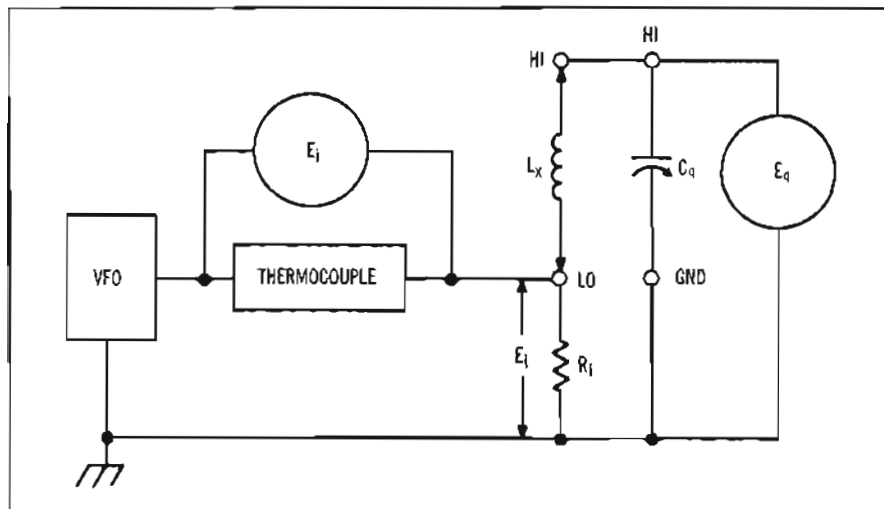 HI
HI
Ei
Lx
Cq
Eq
VFO
THERMOCOUPLE
LO
GND
Ei
Ri